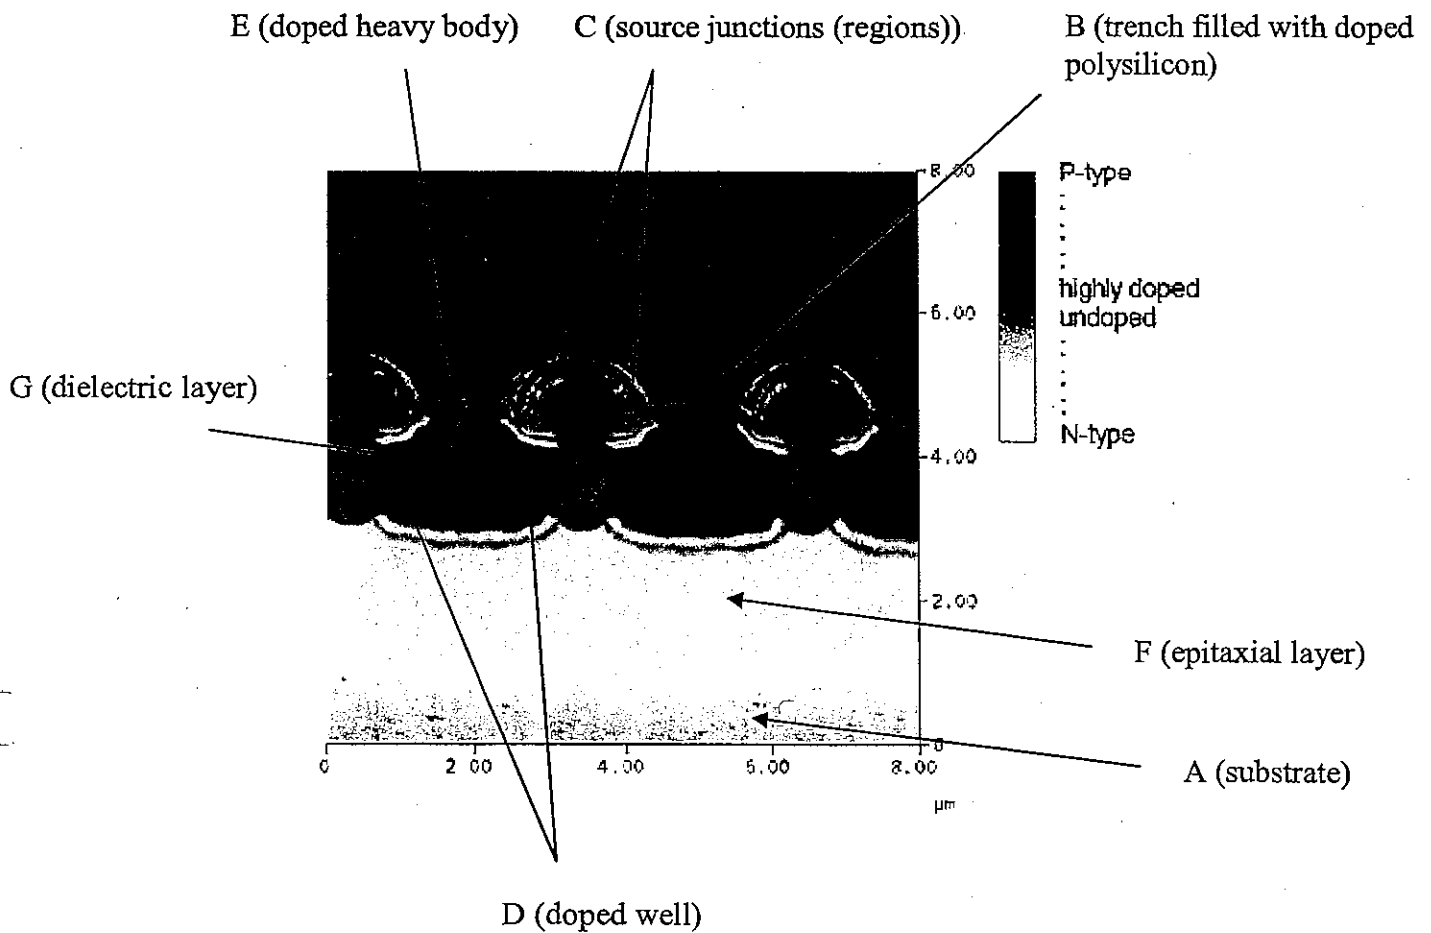 E (doped heavy body)
C (source junctions (regions))
B (trench filled with doped
polysilicon)
8.00
P-type
highly doped
undoped
6.00
G (dielectric layer)
N-type
4.00
2.00
F (epitaxial layer)
0
0
2 00
4.00
6.00
8.00
A (substrate)
µm
D (doped well)